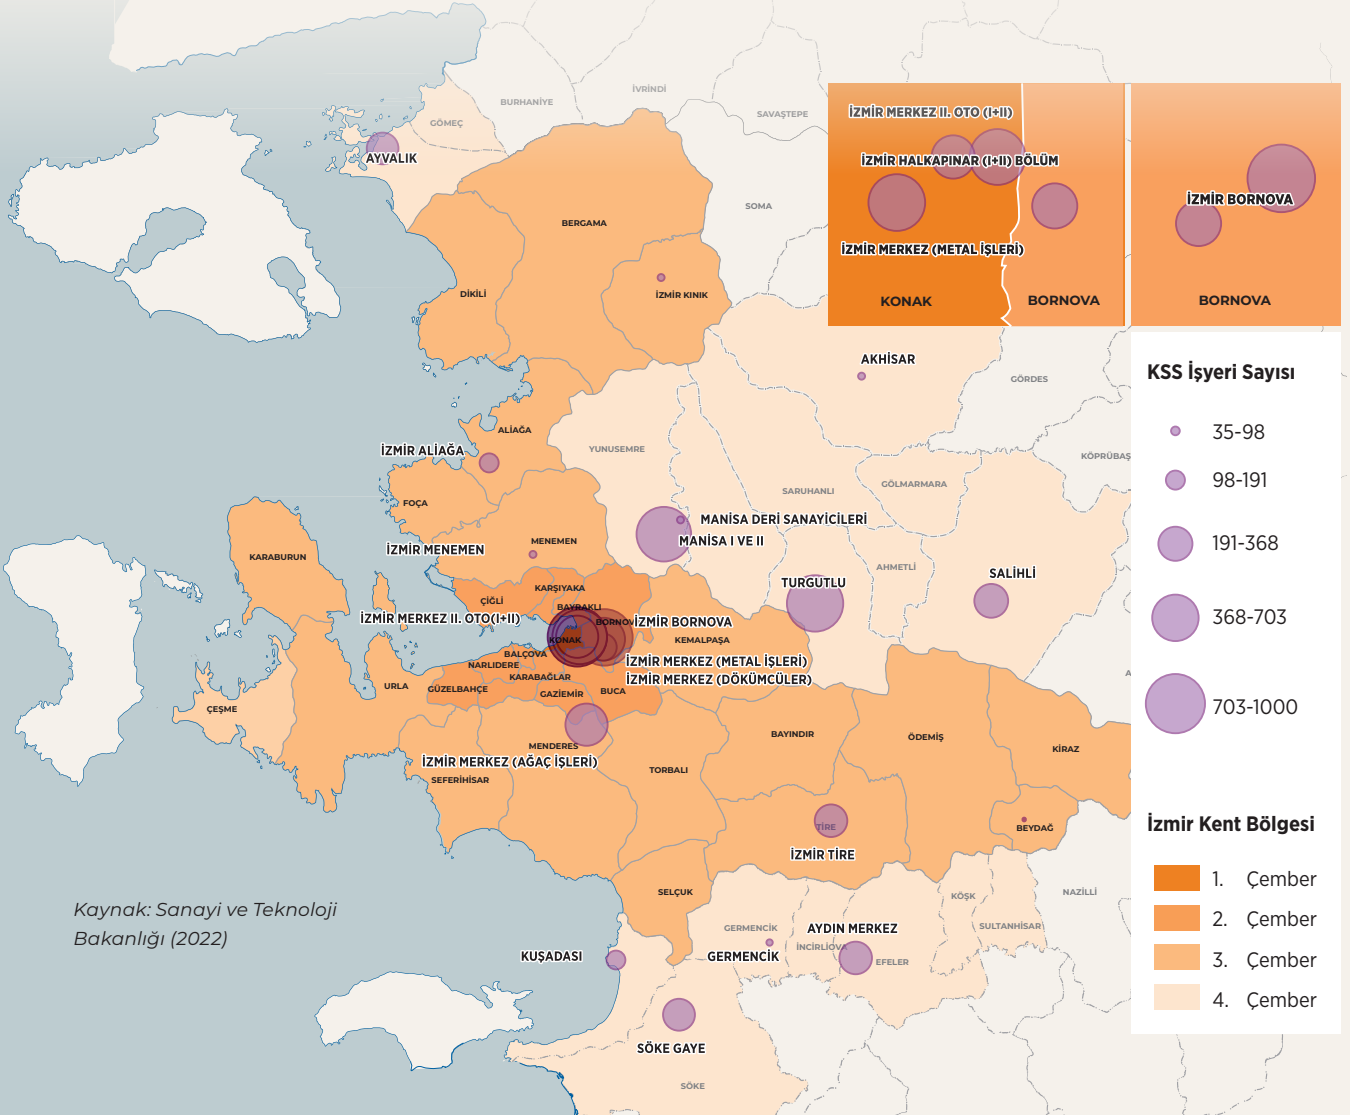 BURHANİYE
İVRİNDİ
SAVAŞTEPE
GÖMEÇ
AYVALIK
SOMA
BERGAMA
DİKİLİ
İZMİR KINIK
İZMİR MERKEZ II. OTO (I+II)
İZMİR HALKAPINAR (I+II) BÖLÜM
İZMİR MERKEZ (METAL İŞLERİ)
KONAK
BORNOVA
İZMİR BORNOVA
BORNOVA
AKHİSAR
GÖRDES
KÖPRÜBAŞ
ALİAĞA
İZMİR ALİAĞA
YUNUSEMRE
FOÇA
SARUHANLI
GÖLMARMARA
MANİSA DERİ SANAYİCİLERİ
MANİSA I VE II
MENEMEN
İZMİR MENEMEN
KARABURUN
AHMETLİ
SALİHLİ
TURGUTLU
KARŞIYAKA
ÇİĞLİ
BAYRAKLI
İZMİR MERKEZ II. OTO(I+II)
BORNOV
İZMİR BORNOVA
KONAK
KEMALPAŞA
BALÇOVA
NARLIDERE
İZMİR MERKEZ (METAL İŞLERİ)
İZMİR MERKEZ (DÖKÜMCÜLER)
KARABAĞLAR
URLA
GÜZELBAHÇE
GAZİEMİR
BUCA
ÇEŞME
MENDERES
İZMİR MERKEZ (AĞAÇ İŞLERİ)
SEFERİHİSAR
TORBALI
BAYINDIR
ÖDEMİŞ
KİRAZ
TİRE
İZMİR TİRE
BEYDAĞ
SELÇUK
KÖŞK
NAZİLLİ
SULTANHİSAR
GERMENCİK
İNCİRLİOVA
AYDIN MERKEZ
EFELER
GERMENCİK
KUŞADASI
SÖKE GAYE
SÖKE
A
Kaynak: Sanayi ve Teknoloji
Bakanlığı (2022)
KSS İşyeri Sayısı
35-98
98-191
191-368
368-703
703-1000
İzmir Kent Bölgesi
1. Çember
2. Çember
3. Çember
4. Çember